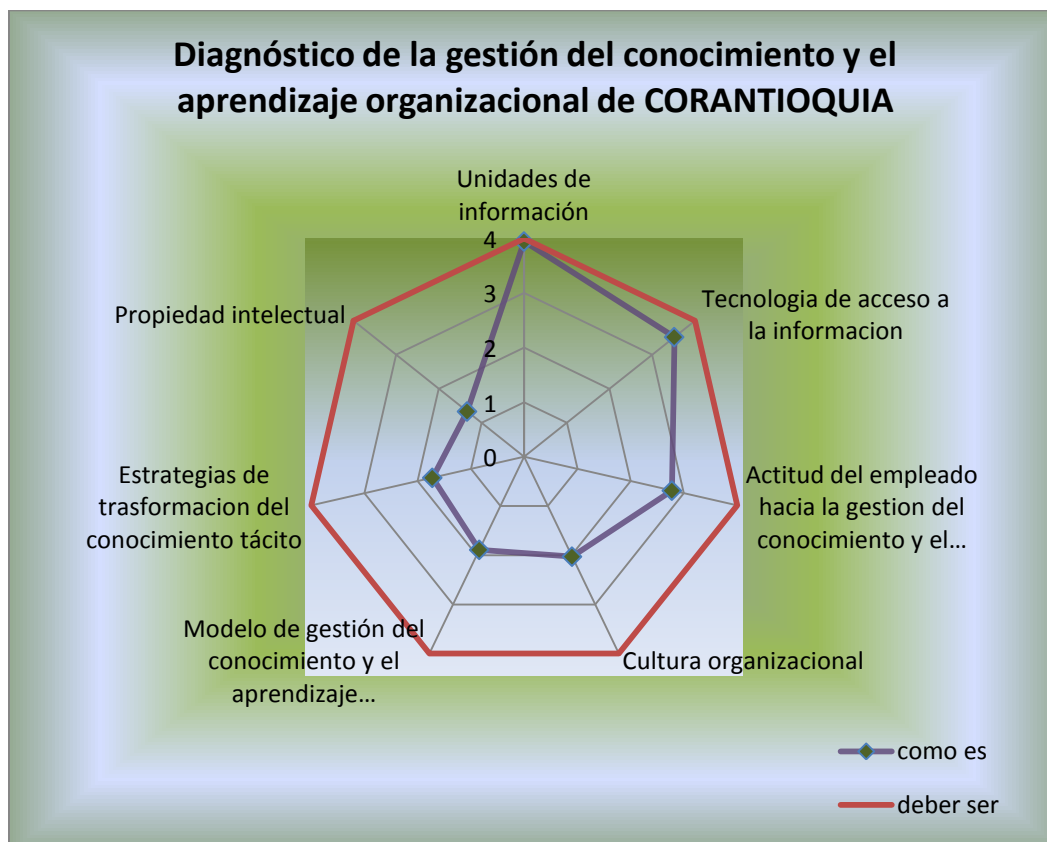 Diagnóstico de la gestión del conocimiento y el
aprendizaje organizacional de CORANTIOQUIA
Unidades de
información
4
3
2
1
0
Tecnologia de acceso a
la informacion
Actitud del empleado
hacia la gestion del
conocimiento y el...
Cultura organizacional
Modelo de gestión del
conocimiento y el
aprendizaje...
Estrategias de
trasformacion del
conocimiento tácito
Propiedad intelectual
como es
deber ser